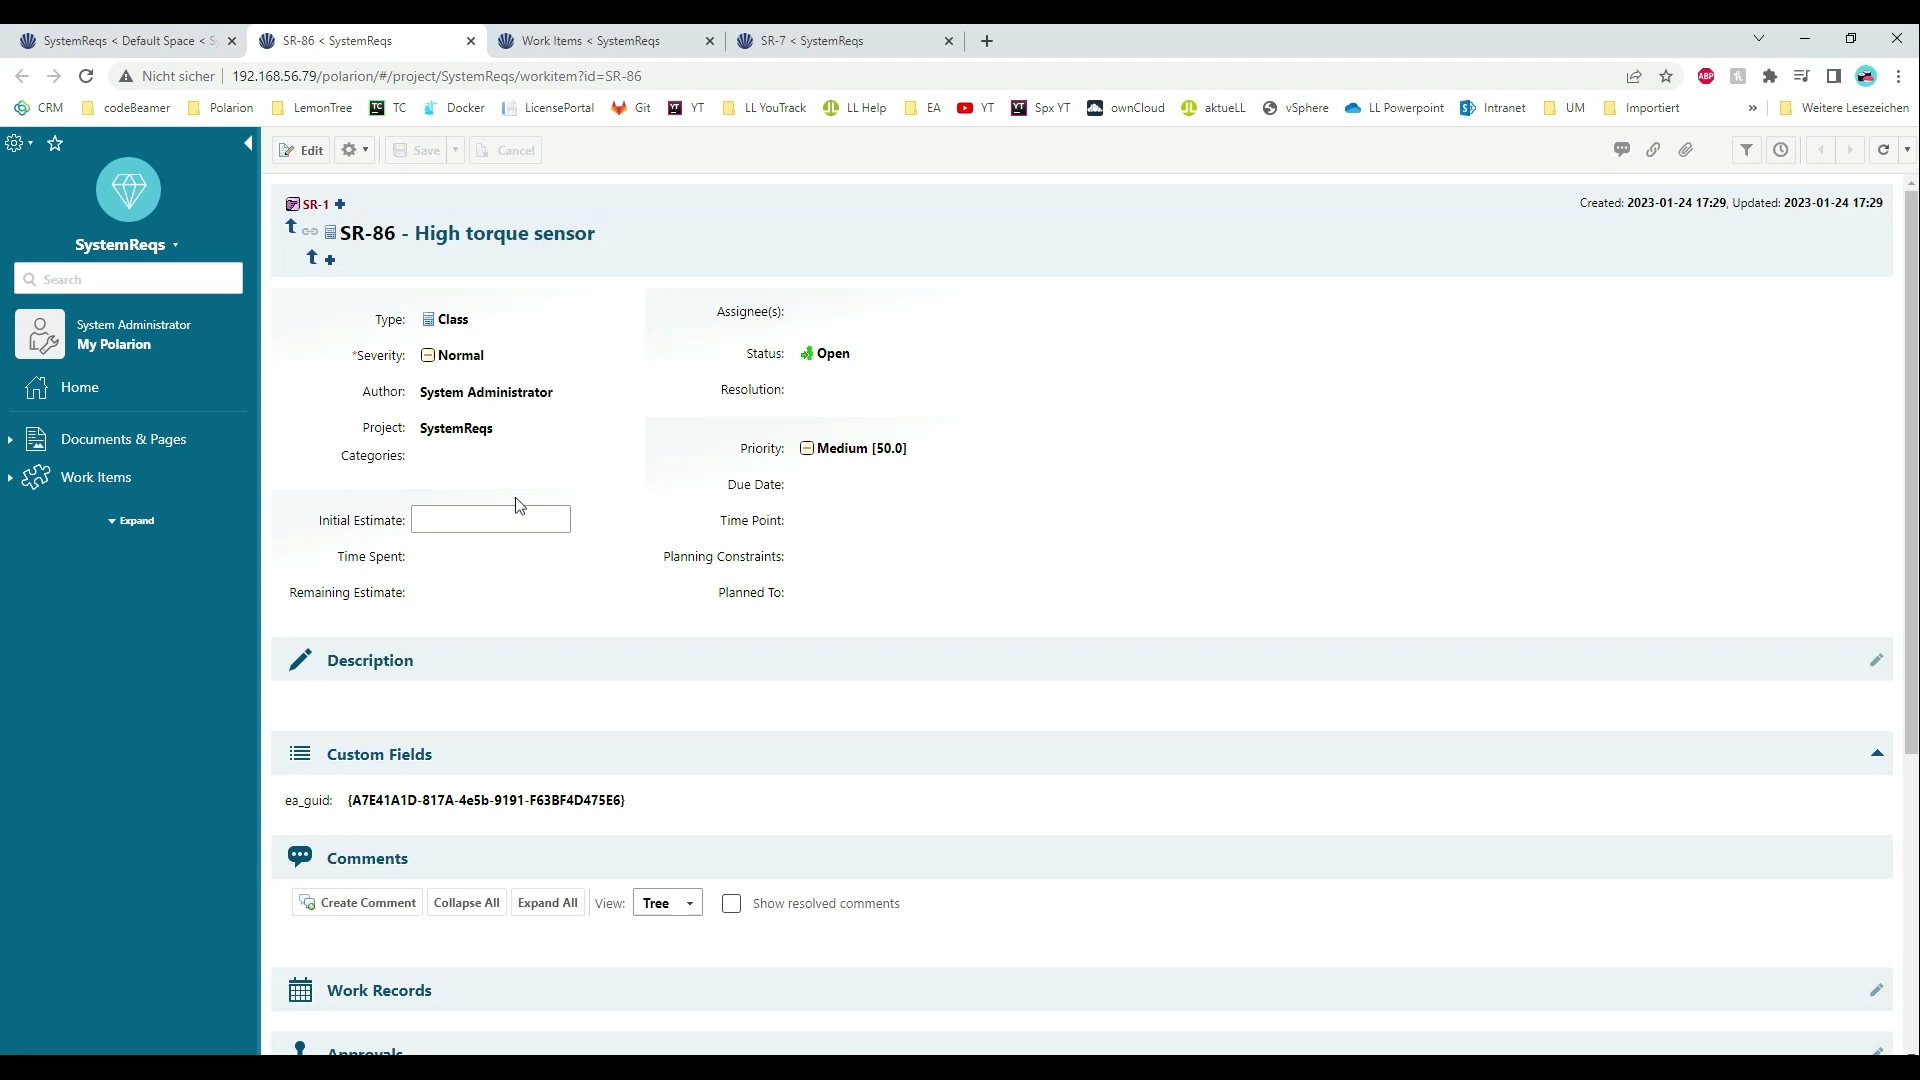 SystemReqs < Default Space < Sy
SR-86 < SystemReqs
Work Items < SystemReqs
SR-7 < SystemReqs
Nicht sicher
192.168.56.79/polarion/#/project/SystemReqs/workitem?id=SR-86
ABP
CRM
codeBeamer
Polarion
LemonTree
TC
TC
Docker
LicensePortal
Git
YT
YT
LL YouTrack
LL Help
EA
YT
YT
Spx YT
ownCloud
aktueLL
vSphere
LL Powerpoint
Intranet
UM
Importiert
»
Weitere Lesezeichen
SystemReqs
Search
System Administrator
My Polarion
Home
Documents & Pages
Work Items
Expand
Edit
Save
Cancel
SR-1
Created: 2023-01-24 17:29, Updated: 2023-01-24 17:29
SR-86 - High torque sensor
Type: Class
*Severity: Normal
Author: System Administrator
Project: SystemReqs
Categories:
Initial Estimate:
Time Spent:
Remaining Estimate:
Assignee(s):
Status: Open
Resolution:
Priority: Medium [50.0]
Due Date:
Time Point:
Planning Constraints:
Planned To:
Description
Custom Fields
ea_guid: {A7E41A1D-817A-4e5b-9191-F63BF4D475E6}
Comments
Create Comment
Collapse All
Expand All
View:
Tree
Show resolved comments
Work Records
Approvals